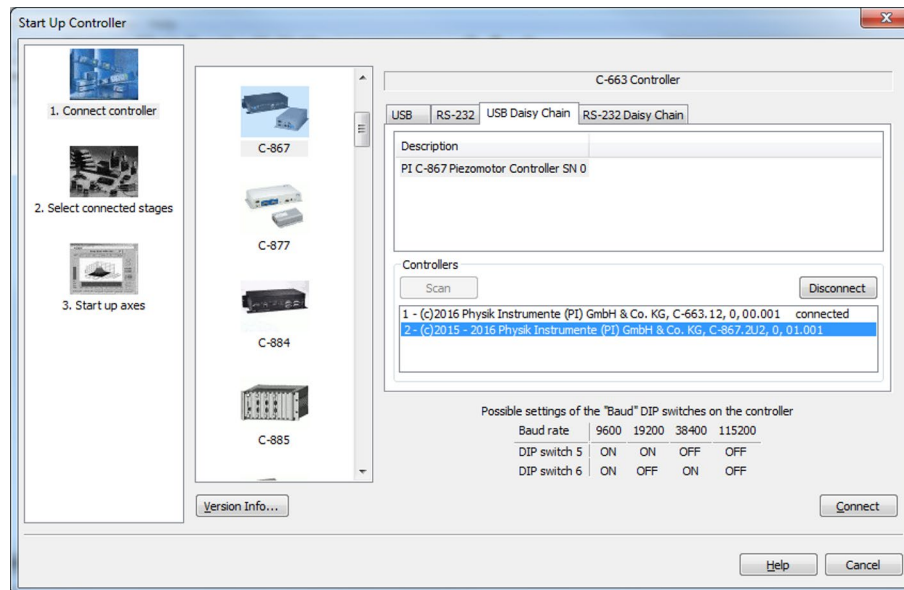 Start Up Controller
1. Connect controller
2. Select connected stages
3. Start up axes
C-867
C-877
C-884
C-885
Version Info...
C-663 Controller
USB RS-232 USB Daisy Chain RS-232 Daisy Chain
Description
PI C-867 Piezomotor Controller SN 0
Controllers
Scan Disconnect
1 - (c)2016 Physik Instrumente (PI) GmbH & Co. KG, C-663.12, 0, 00.001 connected
2 - (c)2015 - 2016 Physik Instrumente (PI) GmbH & Co. KG, C-867.2U2, 0, 01.001
Possible settings of the "Baud" DIP switches on the controller
Baud rate 9600 19200 38400 115200
DIP switch 5 ON ON OFF OFF
DIP switch 6 ON OFF ON OFF
Connect
Help Cancel